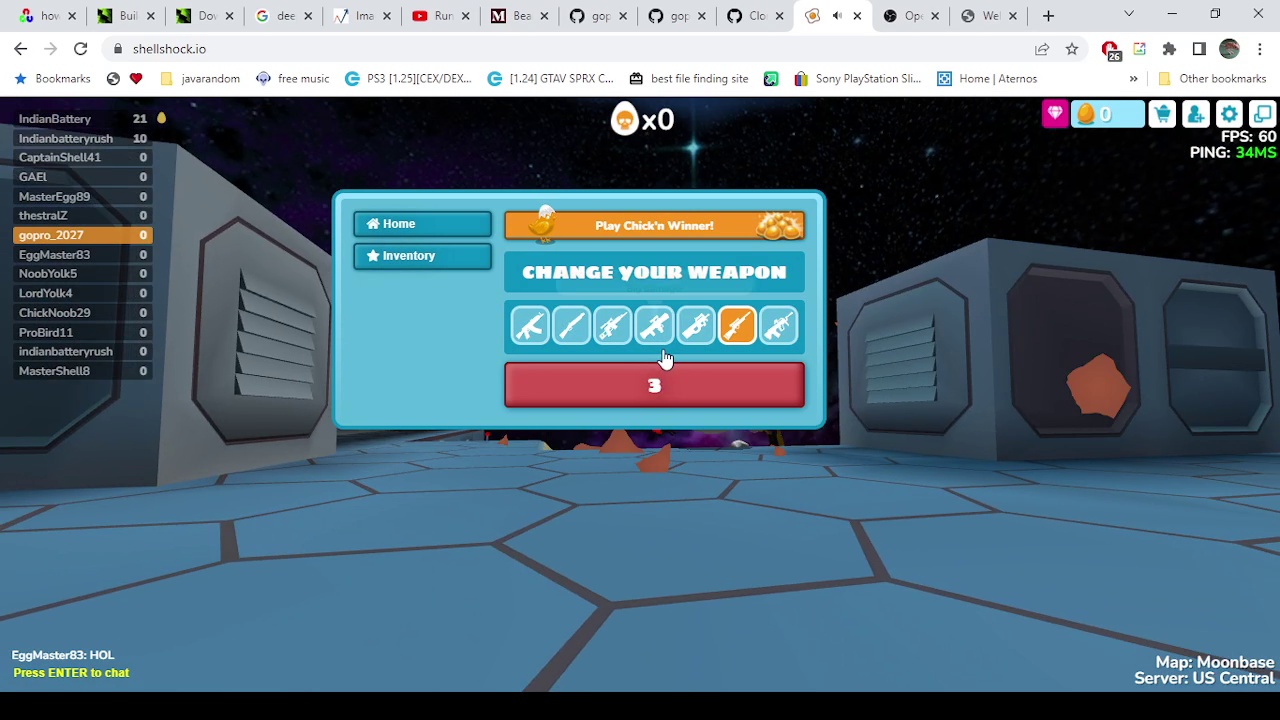 how
Buil
Dov
dee
Ima
Run
Bea
gop
gop
Clo
Ope
Wel
shellshock.io
26
Bookmarks
javarandom
free music
PS3 [1.25][CEX/DEX...
[1.24] GTAV SPRX C...
best file finding site
Sony PlayStation Sli...
Home | Aternos
»
Other bookmarks
IndianBattery 21
Indianbatteryrush 10
CaptainShell41 0
GAEl 0
MasterEgg89 0
thestralZ 0
gopro_2027 0
EggMaster83 0
NoobYolk5 0
LordYolk4 0
ChickNoob29 0
ProBird11 0
indianbatteryrush 0
MasterShell8 0
x0
0
FPS: 60
PING: 34MS
Home
Inventory
Play Chick'n Winner!
CHANGE YOUR WEAPON
3
EggMaster83: HOL
Press ENTER to chat
Map: Moonbase
Server: US Central